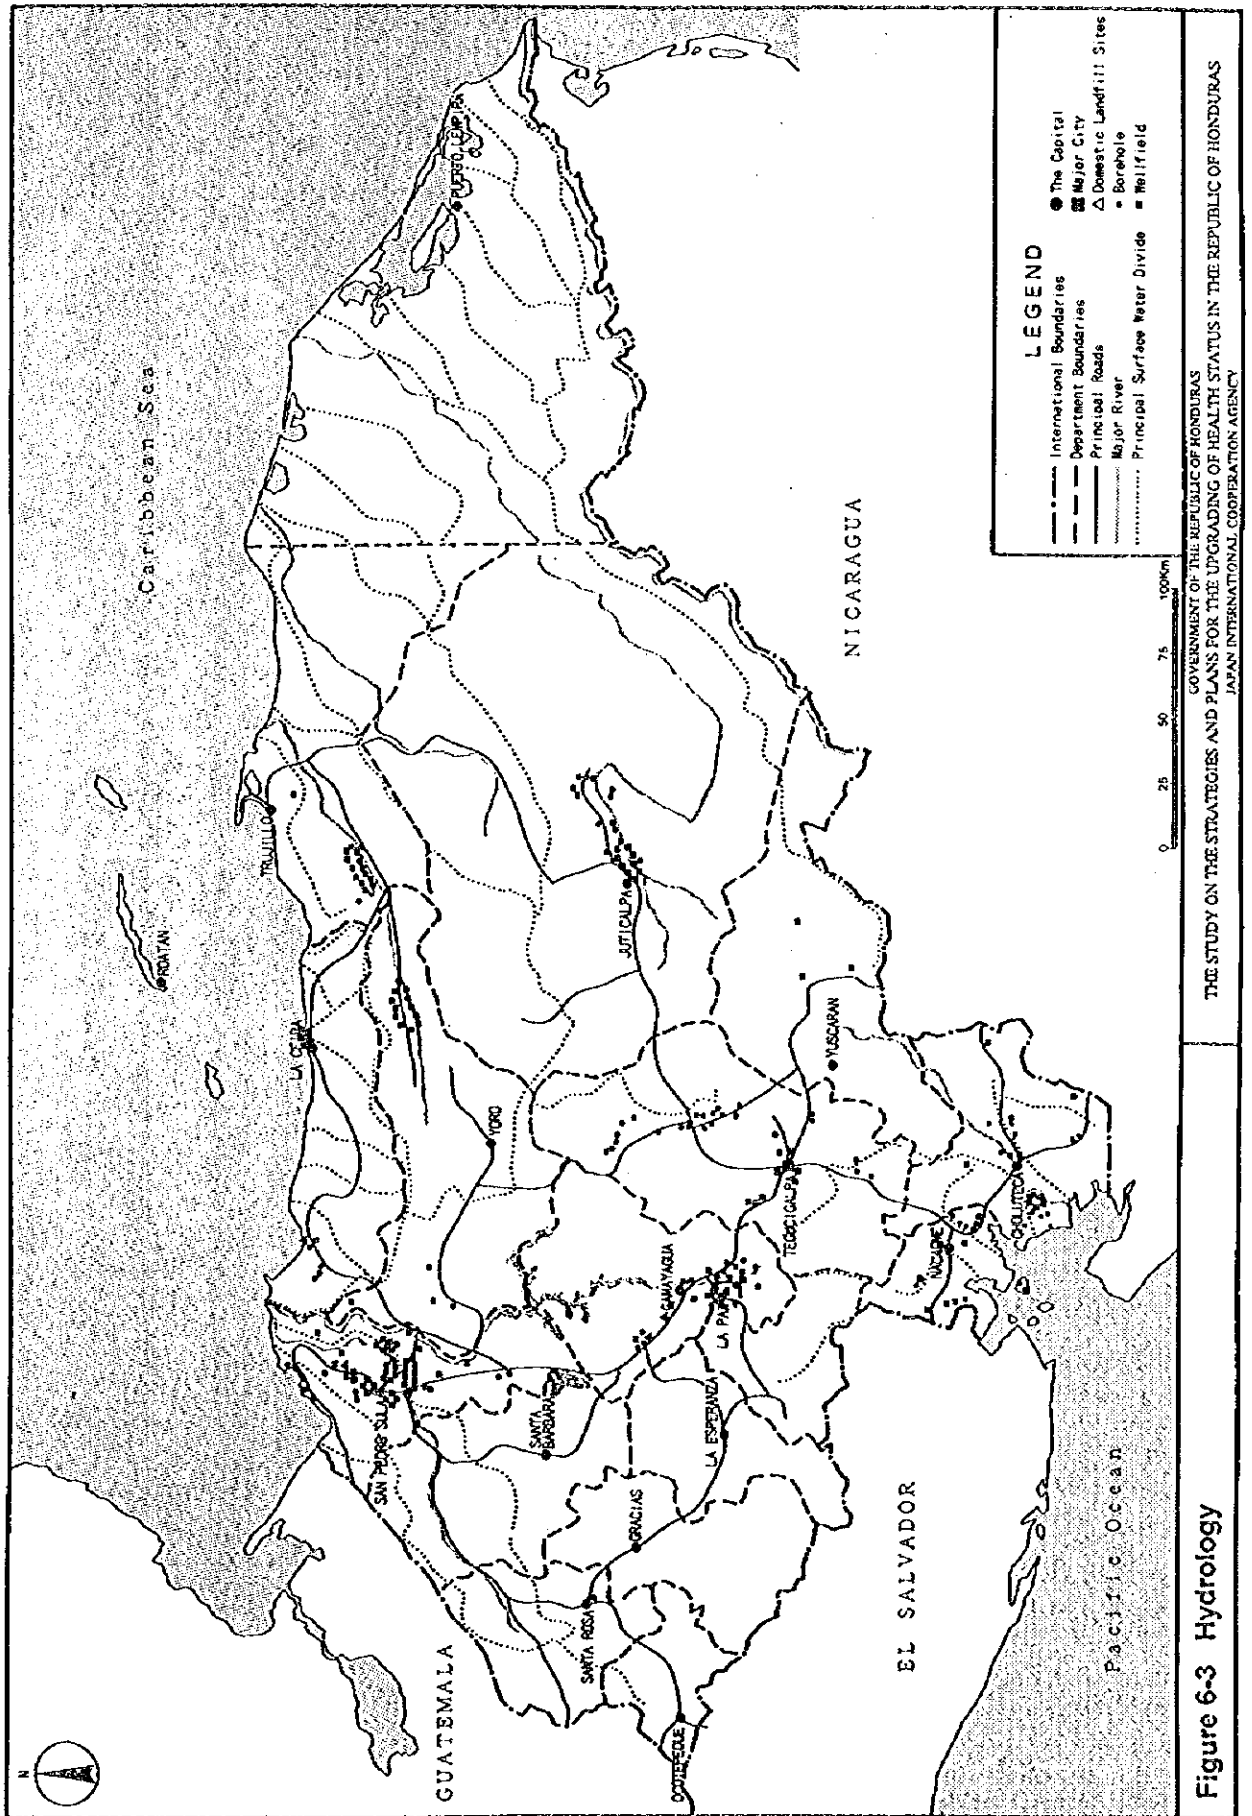 N
Caribbean Sea
GUATEMALA
EL SALVADOR
NICARAGUA
Pacific Ocean
ROATAN
TRUJILLO
LA CEIBA
PUERTO LEMPIRA
SAN PEDRO SULA
YORO
SANTA
BARBARA
SANTA ROSA
GRACIAS
OCOTEPEQUE
LA ESPERANZA
COMAYAGUA
LA PAZ
TEGUCIGALPA
JUTICALPA
YUSCARAN
NACAOME
CHOLUTECA
0 25 50 75 100Km
LEGEND
International Boundaries
Department Boundaries
Principal Roads
Major River
Principal Surface Water Divide
The Capital
Major City
Domestic Landfill Sites
Borehole
Wellfield
Figure 6-3 Hydrology
GOVERNMENT OF THE REPUBLIC OF HONDURAS
THE STUDY ON THE STRATEGIES AND PLANS FOR THE UPGRADING OF HEALTH STATUS IN THE REPUBLIC OF HONDURAS
JAPAN INTERNATIONAL COOPERATION AGENCY